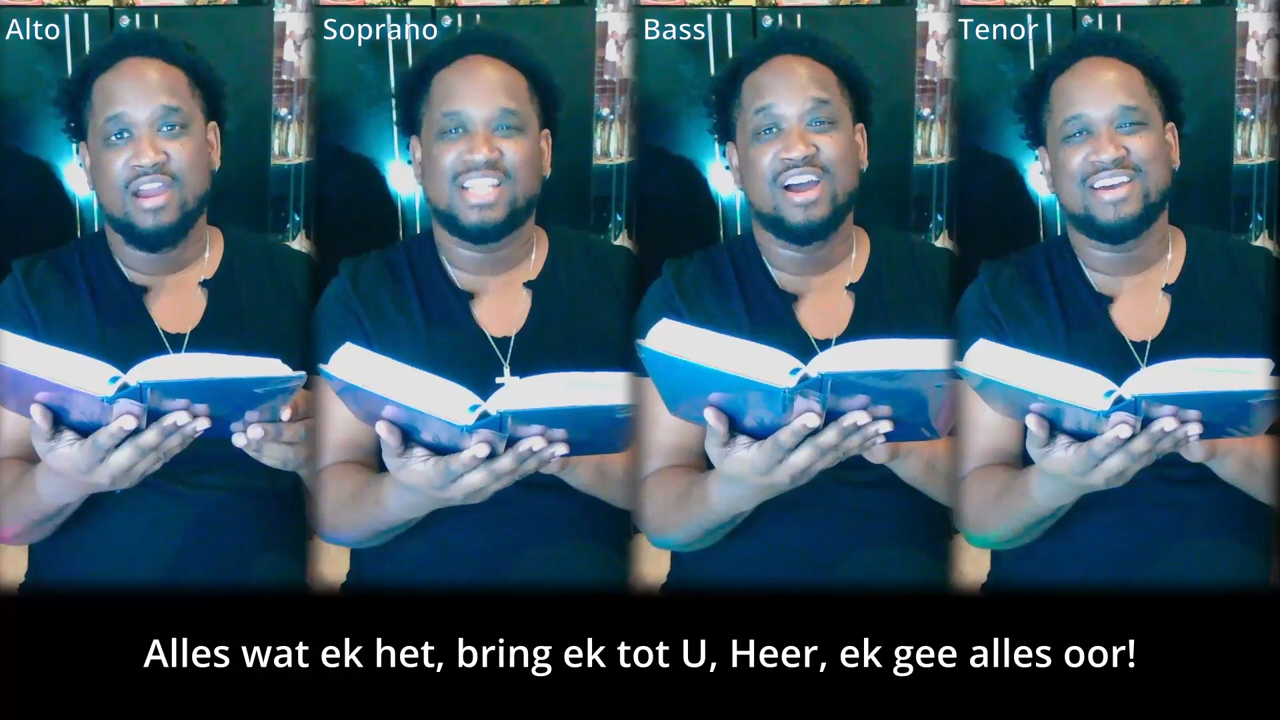 Alto
Soprano
Bass
Tenor
Alles wat ek het, bring ek tot U, Heer, ek gee alles oor!